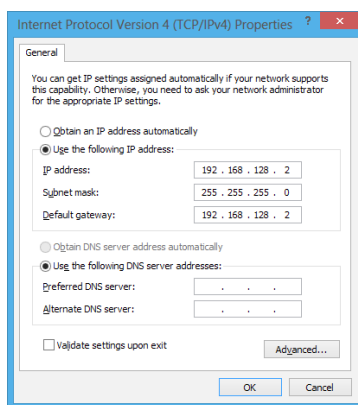 Internet Protocol Version 4 (TCP/IPv4) Properties ? ×
General
You can get IP settings assigned automatically if your network supports
this capability. Otherwise, you need to ask your network administrator
for the appropriate IP settings.
Obtain an IP address automatically
Use the following IP address:
IP address: 192 . 168 . 128 . 2
Subnet mask: 255 . 255 . 255 . 0
Default gateway: 192 . 168 . 128 . 2
Obtain DNS server address automatically
Use the following DNS server addresses:
Preferred DNS server: . . .
Alternate DNS server: . . .
Validate settings upon exit
Advanced...
OK Cancel